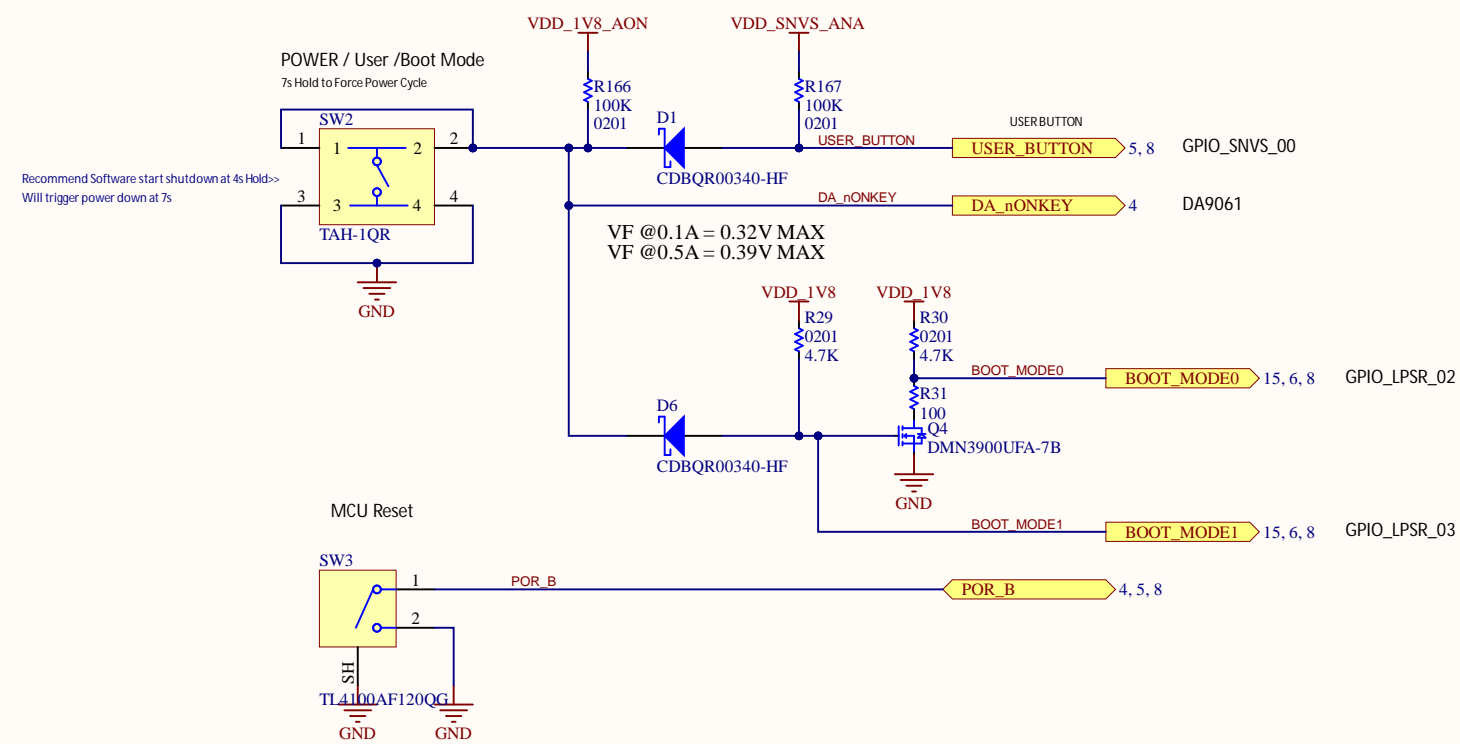 VDD_1V8_AON
VDD_SNVS_ANA
POWER / User /Boot Mode
7s Hold to Force Power Cycle
R166
100K
0201
R167
100K
0201
SW2
D1
USER BUTTON
1
1
2
2
USER_BUTTON
USER_BUTTON
5, 8
GPIO_SNVS_00
CDBQR00340-HF
Recommend Software start shutdown at 4s Hold>>
Will trigger power down at 7s
3
3
4
4
DA_nONKEY
DA_nONKEY
4
DA9061
TAH-1QR
VF @0.1A = 0.32V MAX
VF @0.5A = 0.39V MAX
GND
VDD_1V8
VDD_1V8
R29
0201
4.7K
R30
0201
4.7K
BOOT_MODE0
BOOT_MODE0
15, 6, 8
GPIO_LPSR_02
R31
100
D6
Q4
DMN3900UFA-7B
CDBQR00340-HF
GND
MCU Reset
BOOT_MODE1
BOOT_MODE1
15, 6, 8
GPIO_LPSR_03
SW3
1
POR_B
POR_B
4, 5, 8
2
SH
TL4100AF120QG
GND
GND